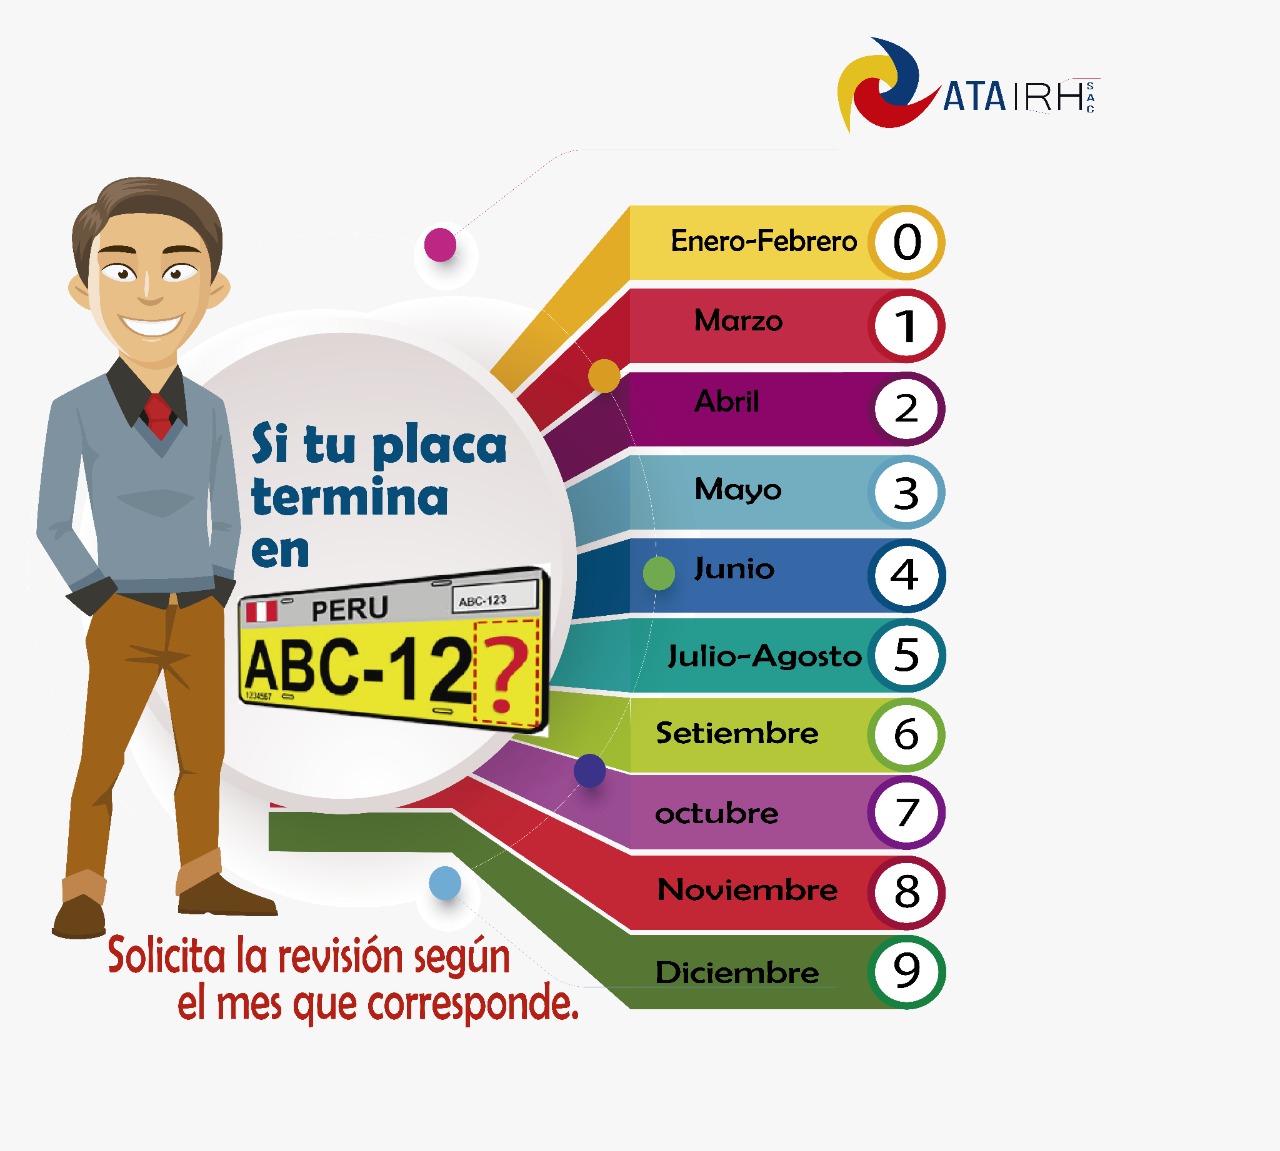 ATA IRH SAC
Enero-Febrero 0
Marzo 1
Abril 2
Mayo 3
Junio 4
Julio-Agosto 5
Setiembre 6
octubre 7
Noviembre 8
Diciembre 9
Si tu placa
termina
en
PERU
ABC-123
ABC-12?
1234567
Solicita la revisión según
el mes que corresponde.